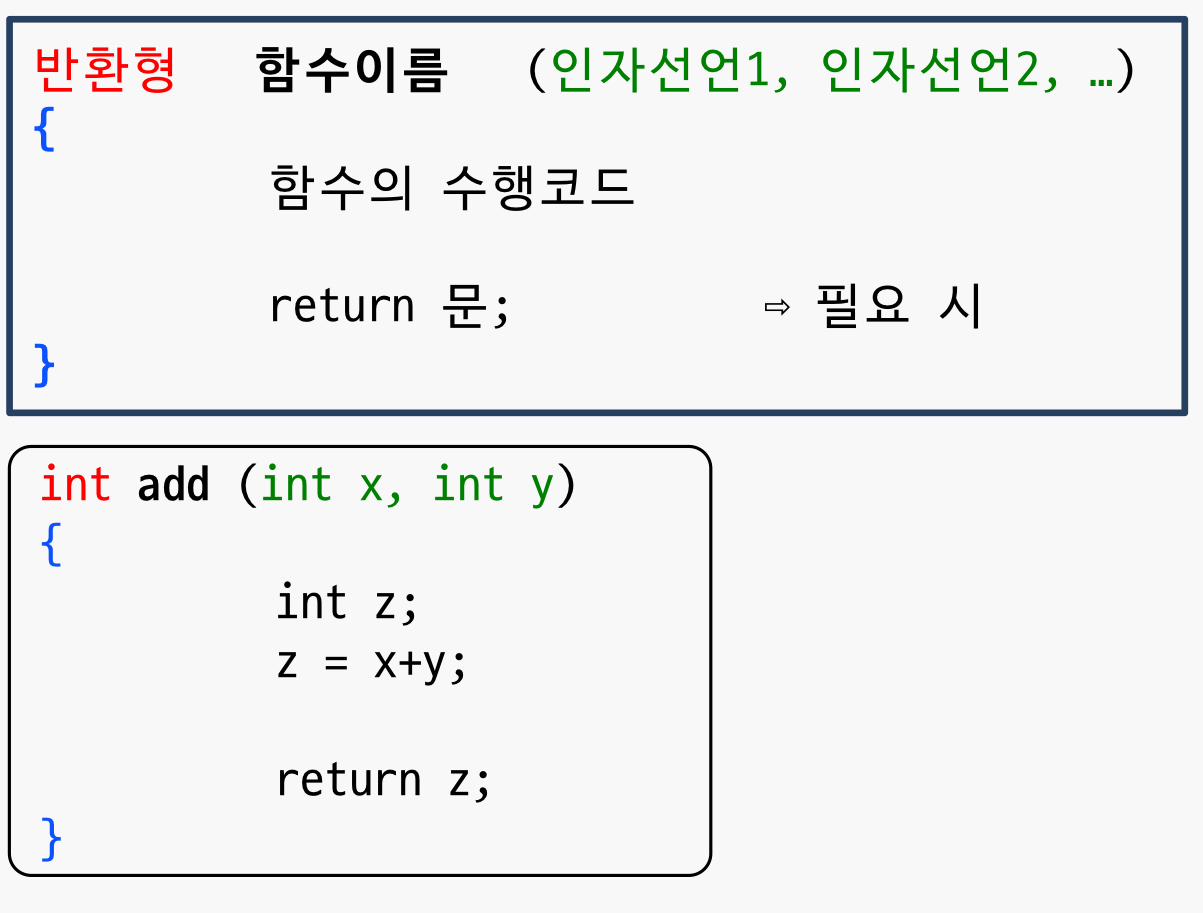 반환형 함수이름 (인자선언1, 인자선언2, …)
{
함수의 수행코드
return 문; ⇨ 필요 시
}
int add (int x, int y)
{
int z;
z = x+y;
return z;
}